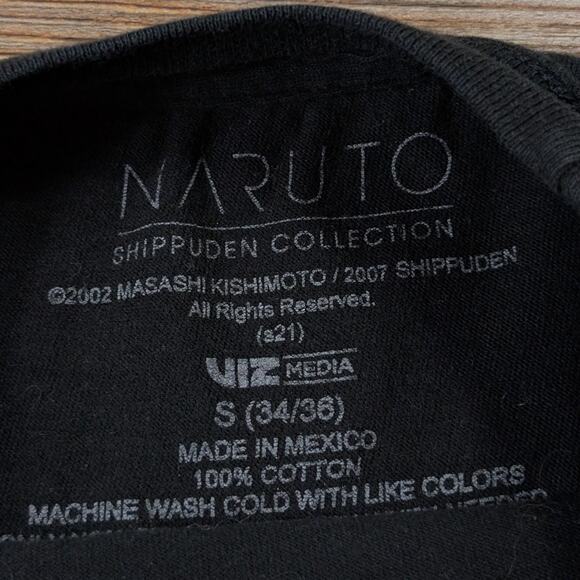 NARUTO
SHIPPUDEN COLLECTION
©2002 MASASHI KISHIMOTO / 2007 SHIPPUDEN
All Rights Reserved.
(s21)
VIZ MEDIA
S (34/36)
MADE IN MEXICO
100% COTTON
MACHINE WASH COLD WITH LIKE COLORS